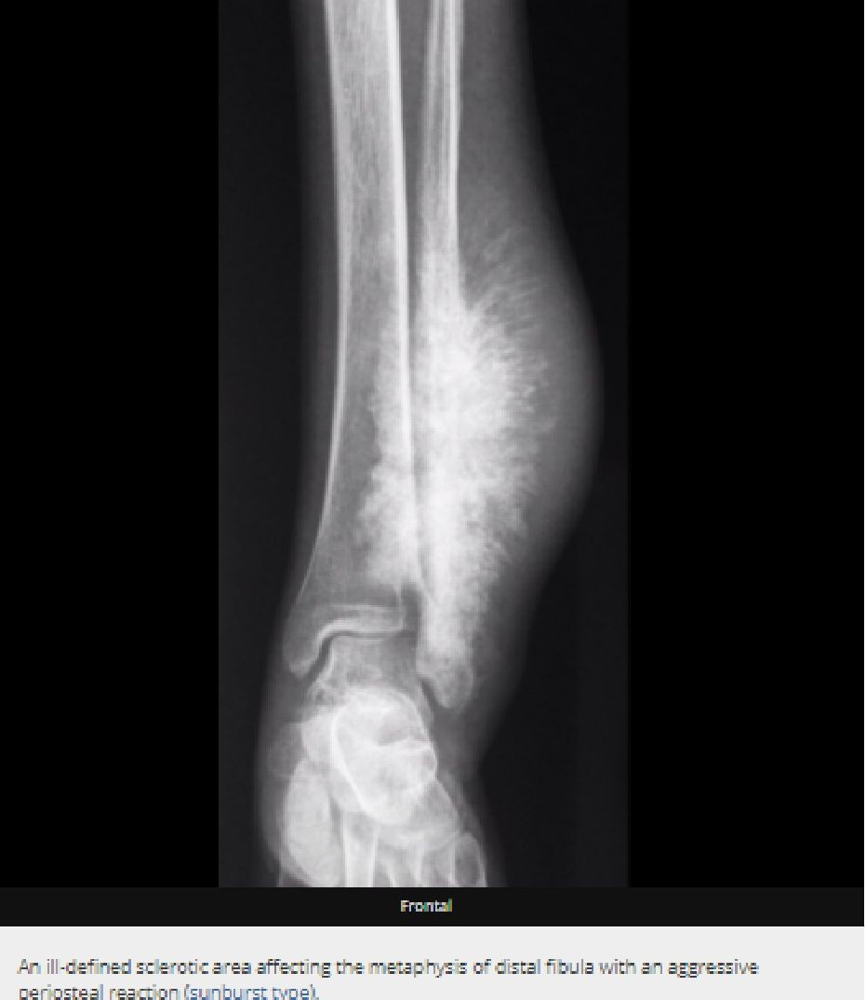 Frontal
An ill-defined sclerotic area affecting the metaphysis of distal fibula with an aggressive
periosteal reaction (sunburst type).